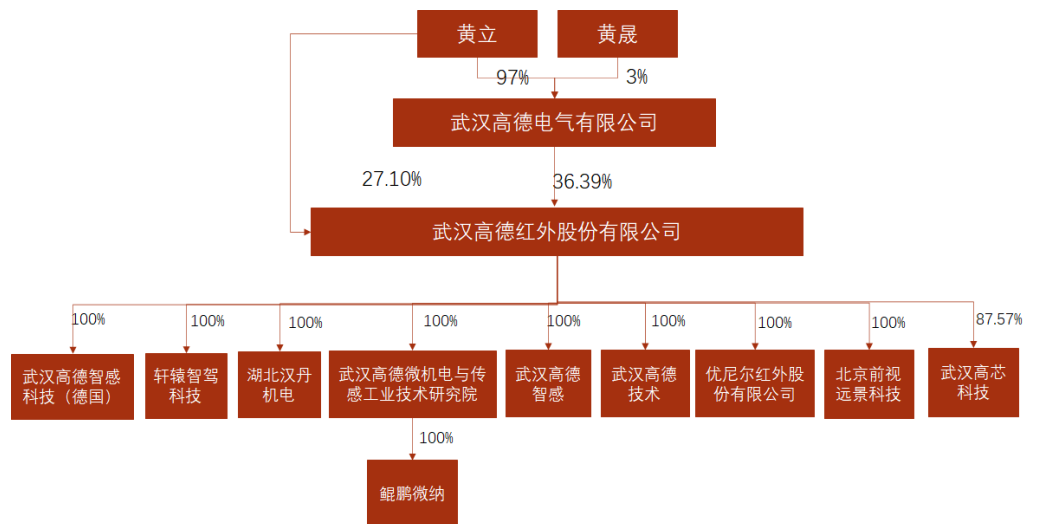 黄立
黄晟
97%
3%
武汉高德电气有限公司
27.10%
36.39%
武汉高德红外股份有限公司
100%
100%
100%
100%
100%
100%
100%
100%
87.57%
武汉高德智感
科技（德国）
轩辕智驾
科技
湖北汉丹
机电
武汉高德微机电与传
感工业技术研究院
武汉高德
智感
武汉高德
技术
优尼尔红外股
份有限公司
北京前视
远景科技
武汉高芯
科技
100%
鲲鹏微纳